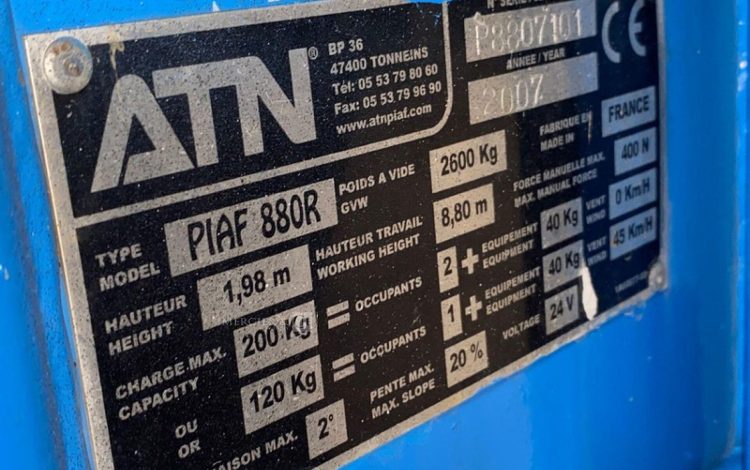 ATN®
BP 36
47400 TONNEINS
Tél: 05 53 79 80 60
Fax: 05 53 79 96 90
www.atnpiaf.com
P8807101
ANNEE / YEAR
2007
CE
TYPE
MODEL
PIAF 880R
POIDS A VIDE
GVW
2600 Kg
FABRIQUE EN
MADE IN
FRANCE
HAUTEUR
HEIGHT
1,98 m
HAUTEUR TRAVAIL
WORKING HEIGHT
8,80 m
FORCE MANUELLE MAX.
MAX. MANUAL FORCE
400 N
CHARGE MAX.
CAPACITY
200 Kg = OCCUPANTS 2 + EQUIPEMENT
EQUIPMENT
40 Kg
VENT
WIND
0 Km/H
OU
OR
120 Kg = OCCUPANTS 1 + EQUIPEMENT
EQUIPMENT
40 Kg
VENT
WIND
45 Km/H
MAX.
2°
PENTE MAX.
MAX. SLOPE
20 %
VOLTAGE
24 V